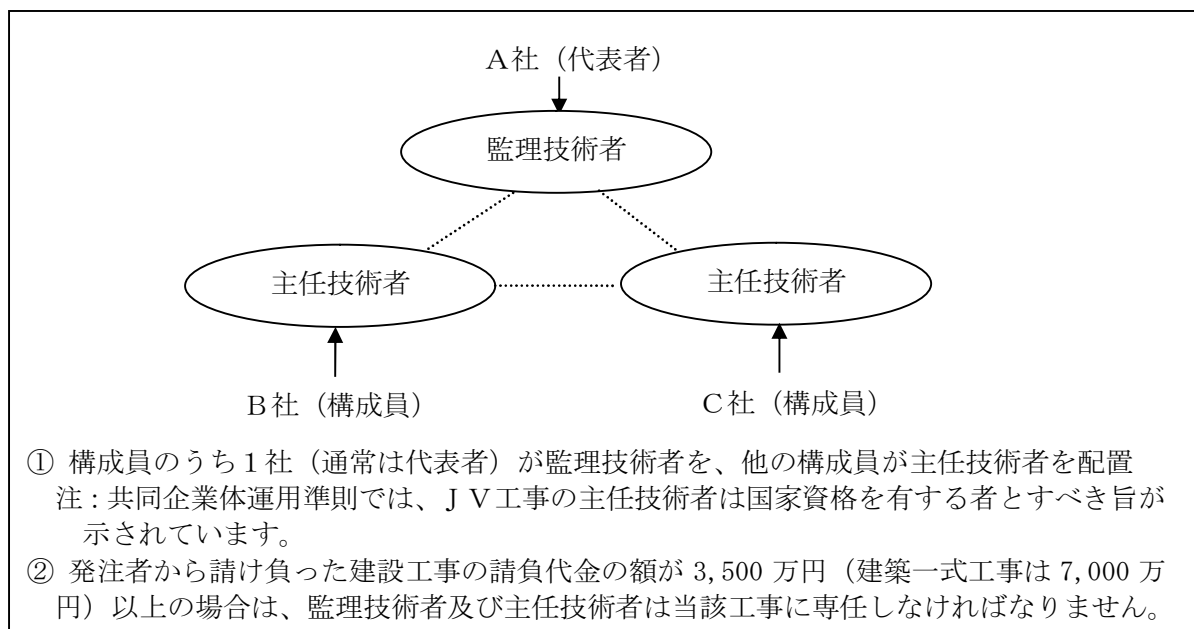 A社(代表者)
監理技術者
主任技術者
主任技術者
B社(構成員)
C社(構成員)
① 構成員のうち1社(通常は代表者)が監理技術者を、他の構成員が主任技術者を配置
注:共同企業体運用準則では、JV工事の主任技術者は国家資格を有する者とすべき旨が
示されています。
② 発注者から請け負った建設工事の請負代金の額が 3,500 万円(建築一式工事は 7,000 万
円)以上の場合は、監理技術者及び主任技術者は当該工事に専任しなければなりません。